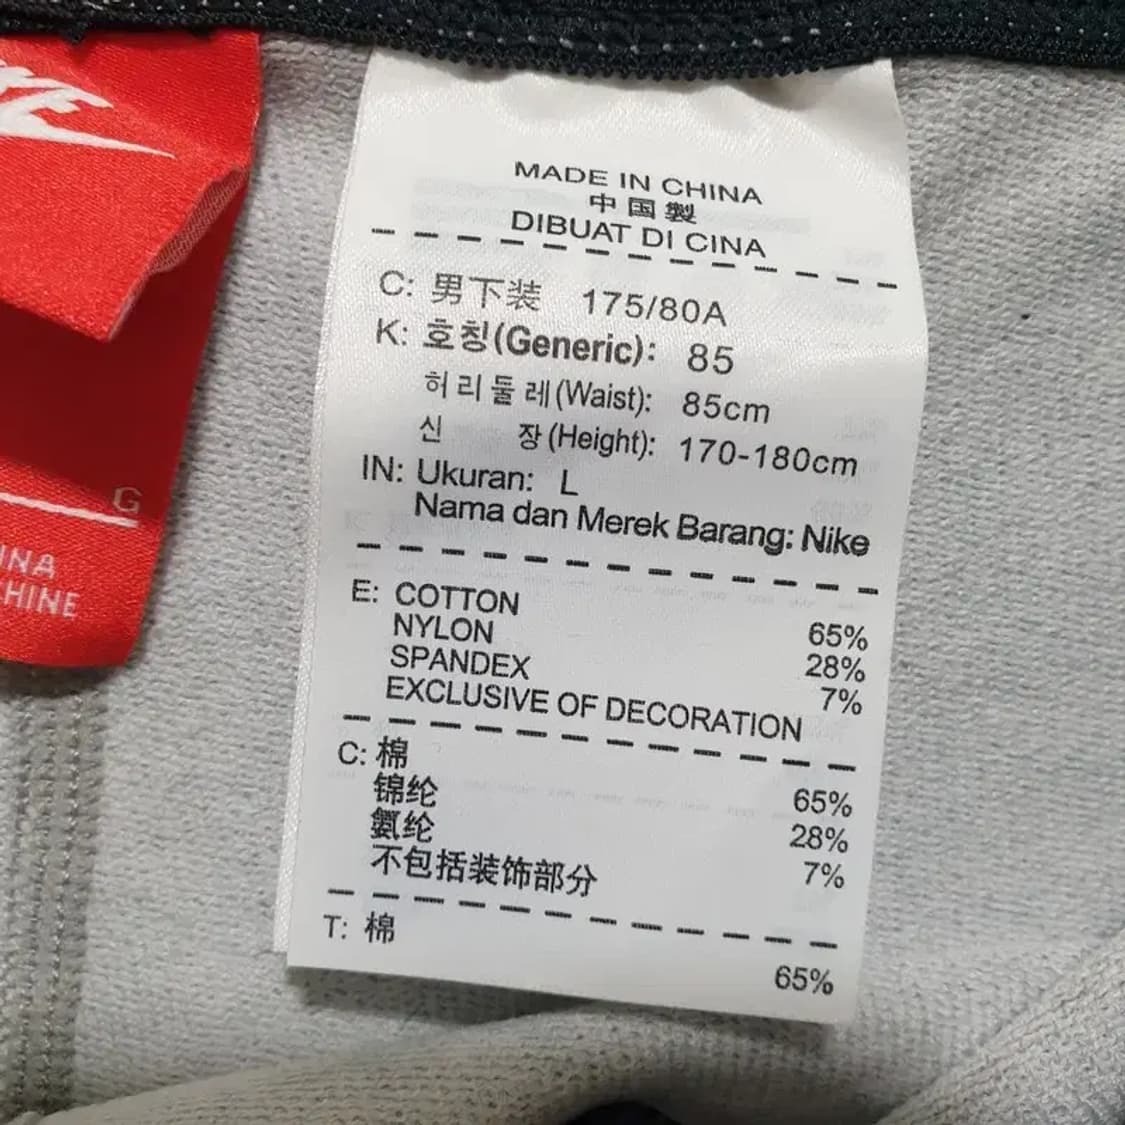 G
INA
HINE
MADE IN CHINA
中国製
DIBUAT DI CINA
C: 男下装 175/80A
K: 호칭(Generic): 85
허리둘레(Waist): 85cm
신 장(Height): 170-180cm
IN: Ukuran: L
Nama dan Merek Barang: Nike
E: COTTON 65%
NYLON 28%
SPANDEX 7%
EXCLUSIVE OF DECORATION
C: 棉 65%
锦纶 28%
氨纶 7%
不包括装饰部分
T: 棉 65%